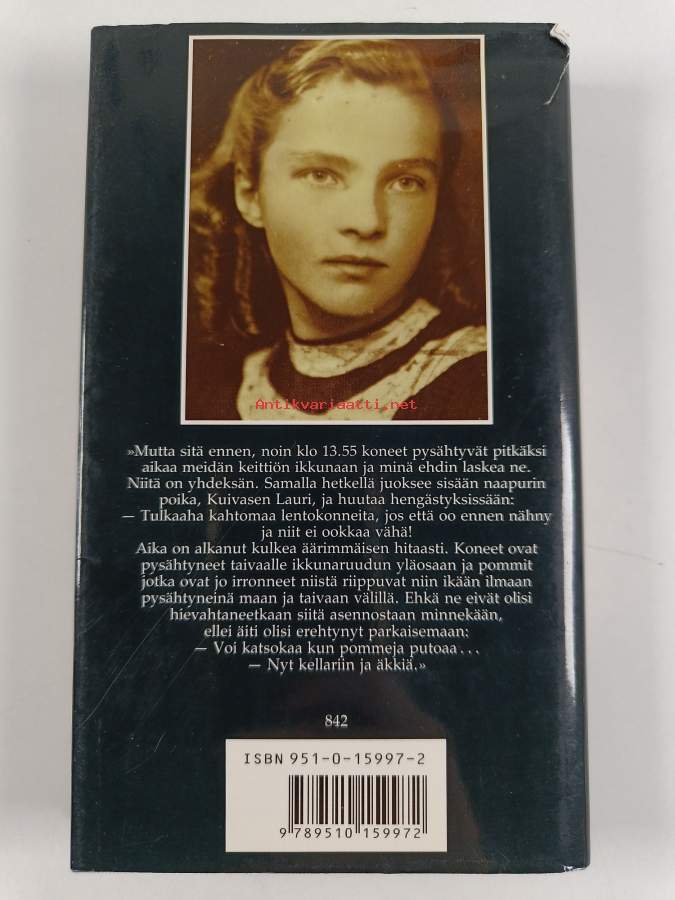 Antikvariaatti.net
»Mutta sitä ennen, noin klo 13.55 koneet pysähtyvät pitkäksi
aikaa meidän keittiön ikkunaan ja minä ehdin laskea ne.
Niitä on yhdeksän. Samalla hetkellä juoksee sisään naapurin
poika, Kuivasen Lauri, ja huutaa hengästyksissään:
— Tulkaaha kahtomaa lentokonneita, jos että oo ennen nähny
ja niit ei ookkaa vähä!
Aika on alkanut kulkea äärimmäisen hitaasti. Koneet ovat
pysähtyneet taivaalle ikkunaruudun yläosaan ja pommit
jotka ovat jo irronneet niistä riippuvat niin ikään ilmaan
pysähtyneinä maan ja taivaan välillä. Ehkä ne eivät olisi
hievahtaneetkaan siitä asennostaan minnekään,
ellei äiti olisi erehtynyt parkaisemaan:
— Voi katsokaa kun pommeja putoaa . . .
— Nyt kellariin ja äkkiä.»
842
ISBN 951-0-15997-2
9 789510 159972